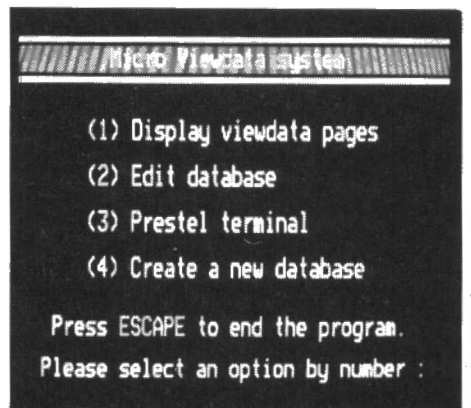 Micro Viewdata system
(1) Display viewdata pages
(2) Edit database
(3) Prestel terminal
(4) Create a new database
Press ESCAPE to end the program.
Please select an option by number :